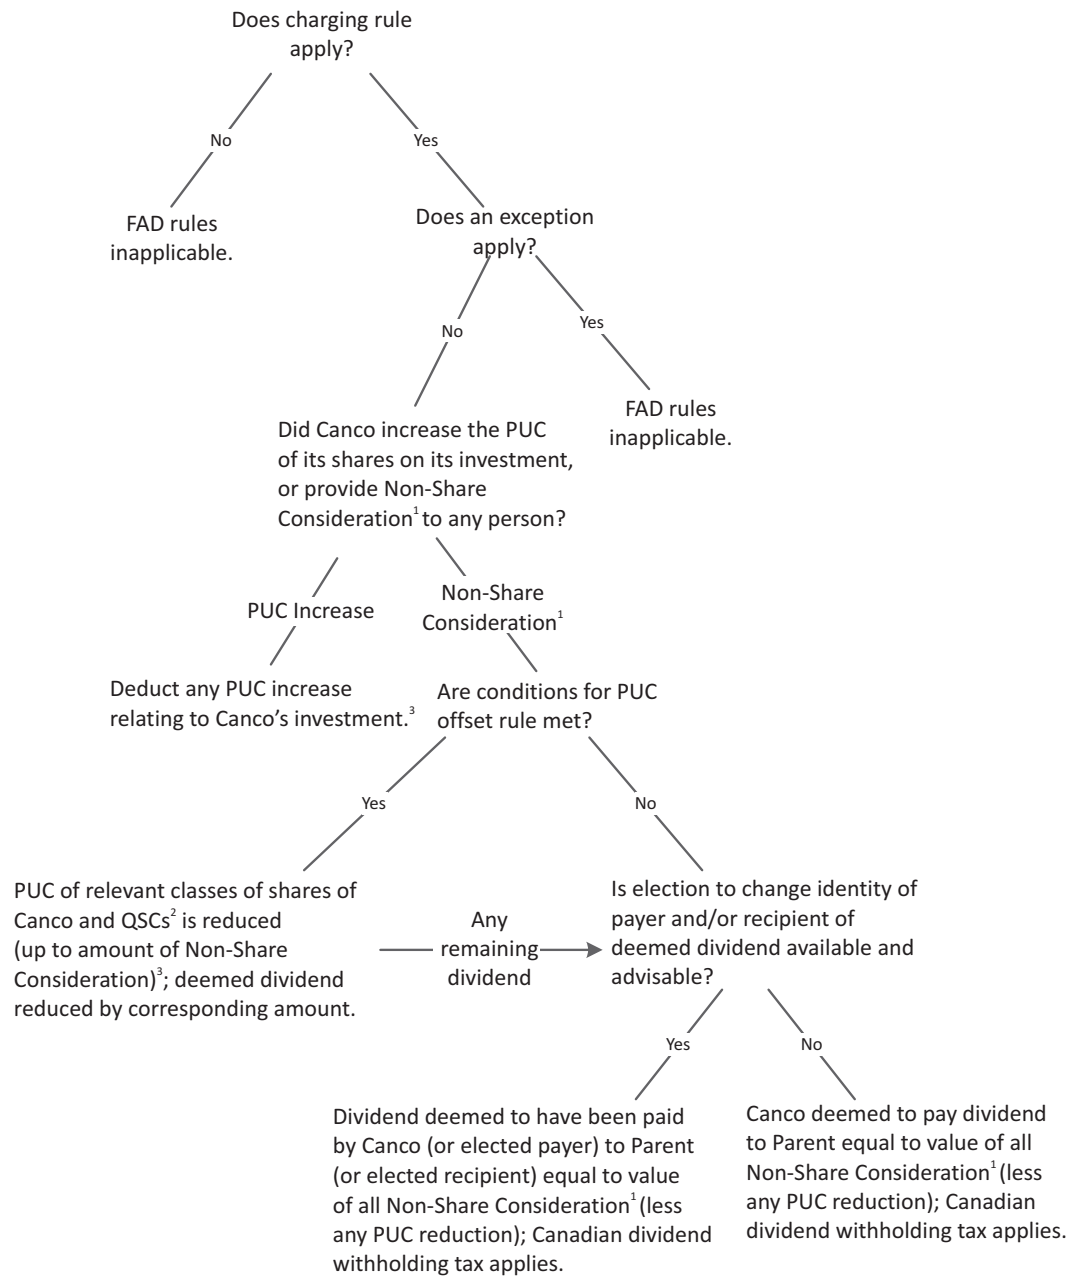 Does charging rule
apply?
No
Yes
FAD rules
inapplicable.
Does an exception
apply?
No
Yes
FAD rules
inapplicable.
Did Canco increase the PUC
of its shares on its investment,
or provide Non-Share
Consideration¹ to any person?
PUC Increase
Non-Share
Consideration¹
Deduct any PUC increase
relating to Canco’s investment.³
Are conditions for PUC
offset rule met?
Yes
No
PUC of relevant classes of shares of
Canco and QSCs² is reduced
(up to amount of Non-Share
Consideration)³; deemed dividend
reduced by corresponding amount.
Any
remaining
dividend
Is election to change identity of
payer and/or recipient of
deemed dividend available and
advisable?
Yes
No
Dividend deemed to have been paid
by Canco (or elected payer) to Parent
(or elected recipient) equal to value
of all Non-Share Consideration¹ (less
any PUC reduction); Canadian dividend
withholding tax applies.
Canco deemed to pay dividend
to Parent equal to value of all
Non-Share Consideration¹ (less
any PUC reduction); Canadian
dividend withholding tax applies.